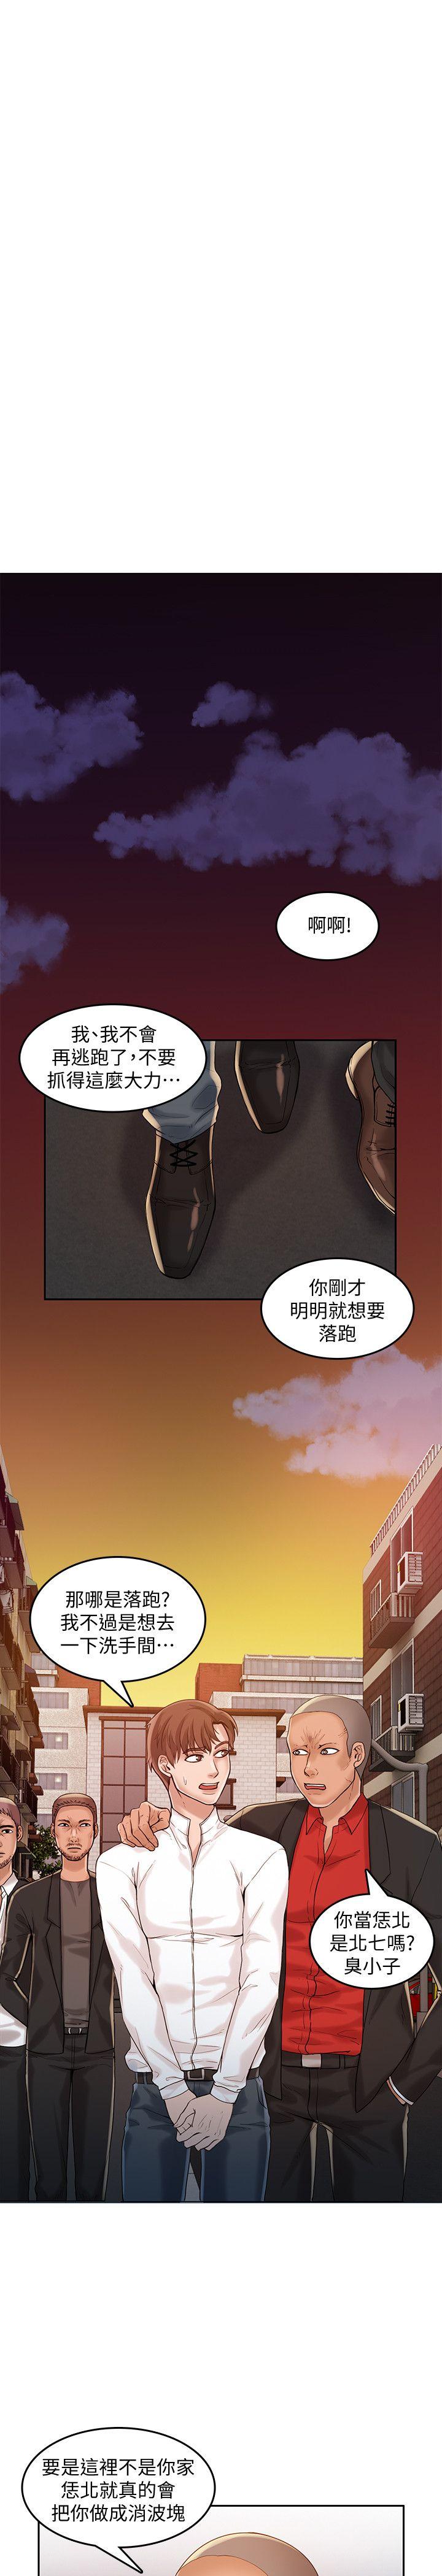 啊啊!
我、我不會
再逃跑了,不要
抓得這麼大力⋯
你剛才
明明就想要
落跑
那哪是落跑?
我不過是想去
一下洗手間⋯
你當恁北
是北七嗎?
臭小子
要是這裡不是你家
恁北就真的會
把你做成消波塊